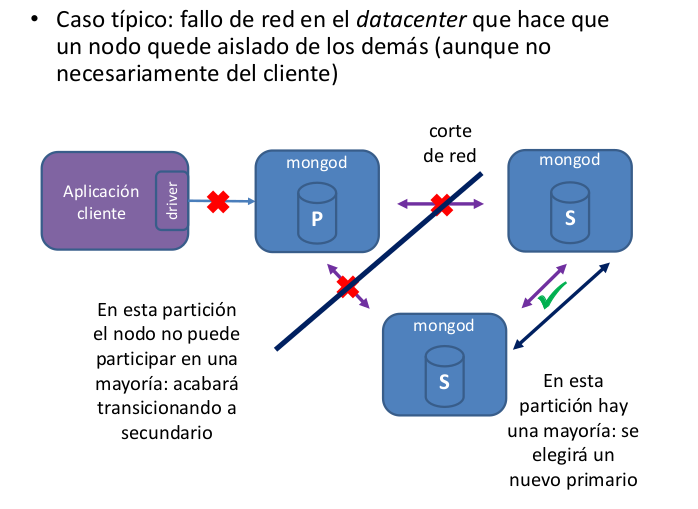 • Caso típico: fallo de red en el datacenter que hace que
un nodo quede aislado de los demás (aunque no
necesariamente del cliente)
corte
de red
mongod
mongod
Aplicación
cliente
driver
P
S
En esta partición
el nodo no puede
participar en una
mayoría: acabará
transicionando a
secundario
mongod
S
En esta
partición hay
una mayoría: se
elegirá un
nuevo primario